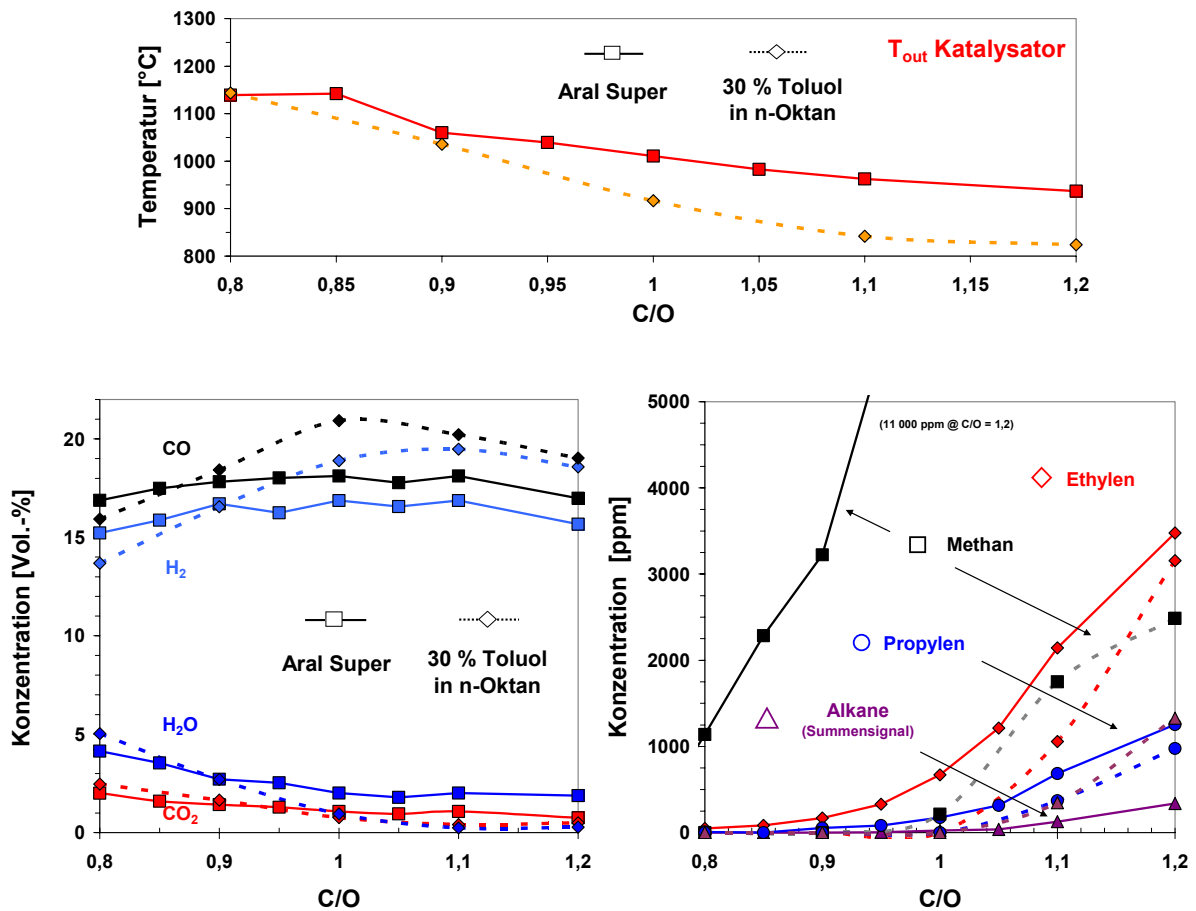 1300
1200
1100
1000
900
800
Temperatur [°C]
T_out Katalysator
Aral Super
30 % Toluol
in n-Oktan
0,8 0,85 0,9 0,95 1 1,05 1,1 1,15 1,2
C/O
20
15
10
5
0
Konzentration [Vol.-%]
CO
H₂
Aral Super
30 % Toluol
in n-Oktan
H₂O
CO₂
0,8 0,9 1 1,1 1,2
C/O
5000
4000
3000
2000
1000
0
Konzentration [ppm]
(11 000 ppm @ C/O = 1,2)
Ethylen
Methan
Propylen
Alkane
(Summensignal)
0,8 0,9 1 1,1 1,2
C/O